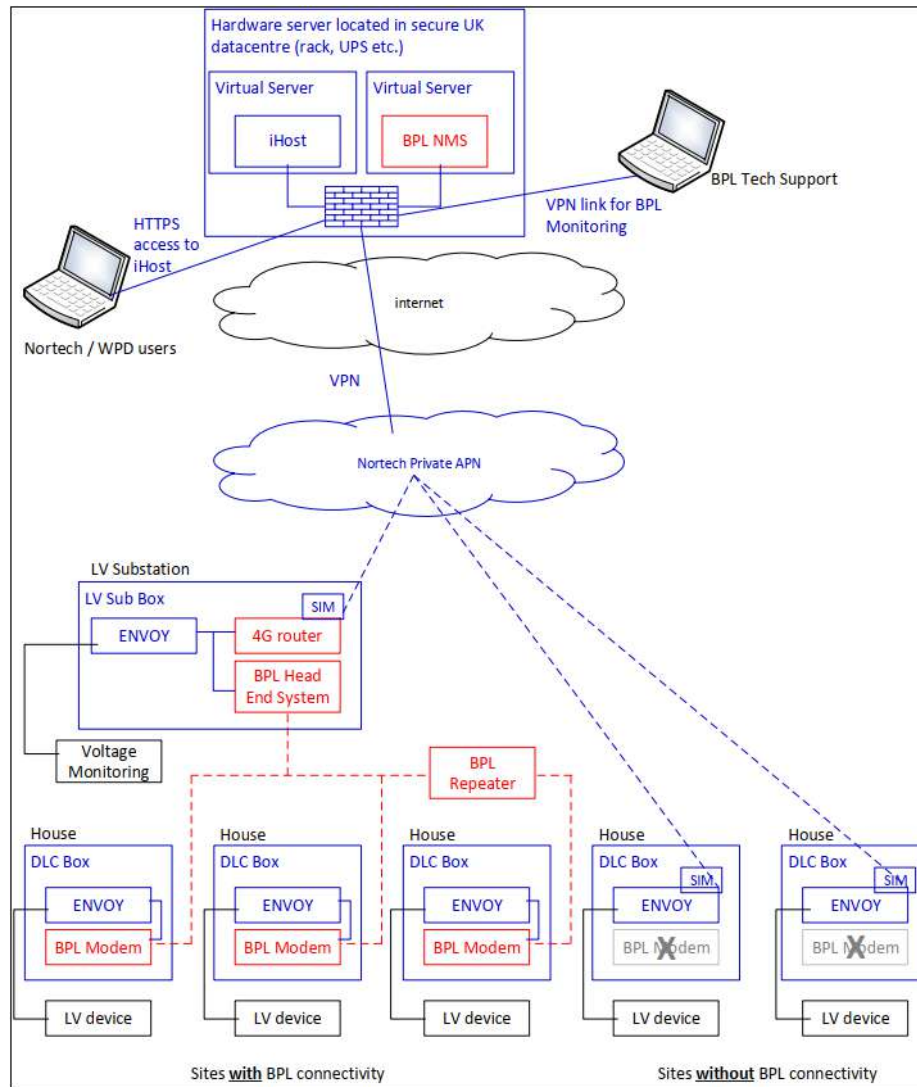 Hardware server located in secure UK
datacentre (rack, UPS etc.)
Virtual Server
Virtual Server
iHost
BPL NMS
BPL Tech Support
VPN link for BPL
Monitoring
HTTPS
access to
iHost
internet
Nortech / WPD users
VPN
Nortech Private APN
LV Substation
LV Sub Box
SIM
ENVOY
4G router
BPL Head
End System
Voltage
Monitoring
BPL
Repeater
House
House
House
House
House
DLC Box
DLC Box
DLC Box
DLC Box
DLC Box
SIM
SIM
ENVOY
ENVOY
ENVOY
ENVOY
ENVOY
BPL Modem
BPL Modem
BPL Modem
BPL Modem
X
BPL Modem
X
LV device
LV device
LV device
LV device
LV device
Sites with BPL connectivity
Sites without BPL connectivity